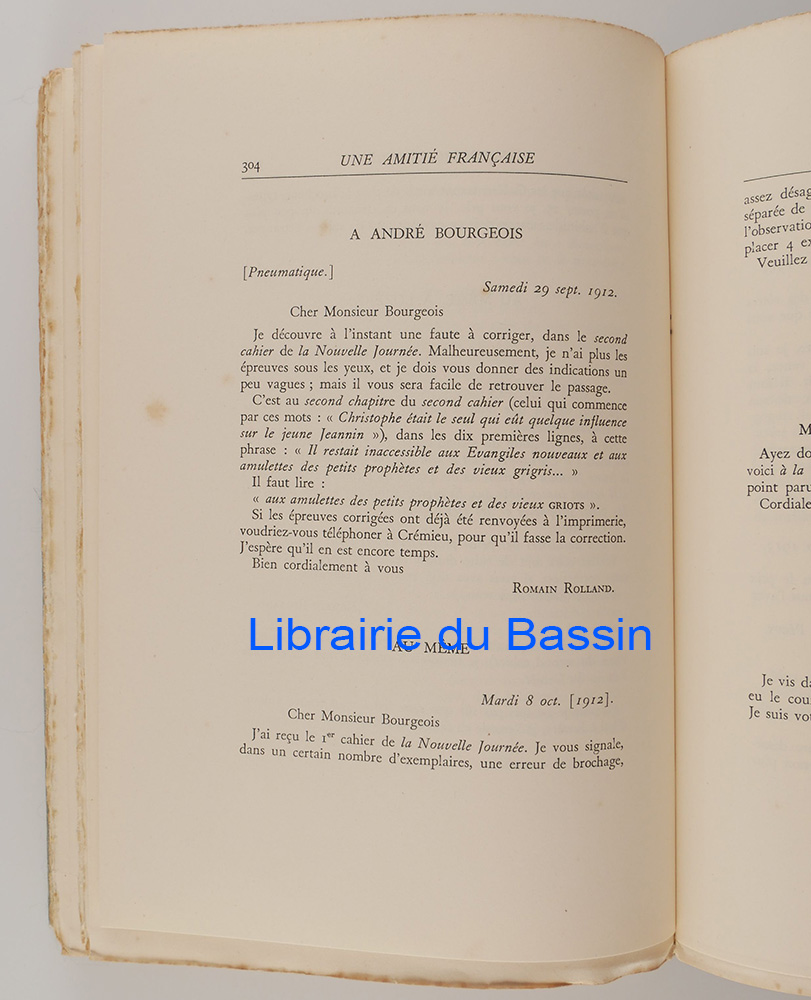 304
UNE AMITIÉ FRANÇAISE
A ANDRÉ BOURGEOIS
[Pneumatique.]
Samedi 29 sept. 1912.
Cher Monsieur Bourgeois
Je découvre à l'instant une faute à corriger, dans le second
cahier de la Nouvelle Journée. Malheureusement, je n'ai plus les
épreuves sous les yeux, et je dois vous donner des indications un
peu vagues ; mais il vous sera facile de retrouver le passage.
C'est au second chapitre du second cahier (celui qui commence
par ces mots : « Christophe était le seul qui eût quelque influence
sur le jeune Jeannin »), dans les dix premières lignes, à cette
phrase : « Il restait inaccessible aux Evangiles nouveaux et aux
amulettes des petits prophètes et des vieux grigris... »
Il faut lire :
« aux amulettes des petits prophètes et des vieux GRIOTS ».
Si les épreuves corrigées ont déjà été renvoyées à l'imprimerie,
voudriez-vous téléphoner à Crémieu, pour qu'il fasse la correction.
J'espère qu'il en est encore temps.
Bien cordialement à vous
ROMAIN ROLLAND.
Librairie du Bassin
AU MÊME
Mardi 8 oct. [1912].
Cher Monsieur Bourgeois
J'ai reçu le 1er cahier de la Nouvelle Journée. Je vous signale,
dans un certain nombre d'exemplaires, une erreur de brochage,
assez désag
séparée de
l'observatio
placer 4 ex
Veuillez
M
Ayez do
voici à la
point paru
Cordiale
Je vis da
eu le cou
Je suis vot